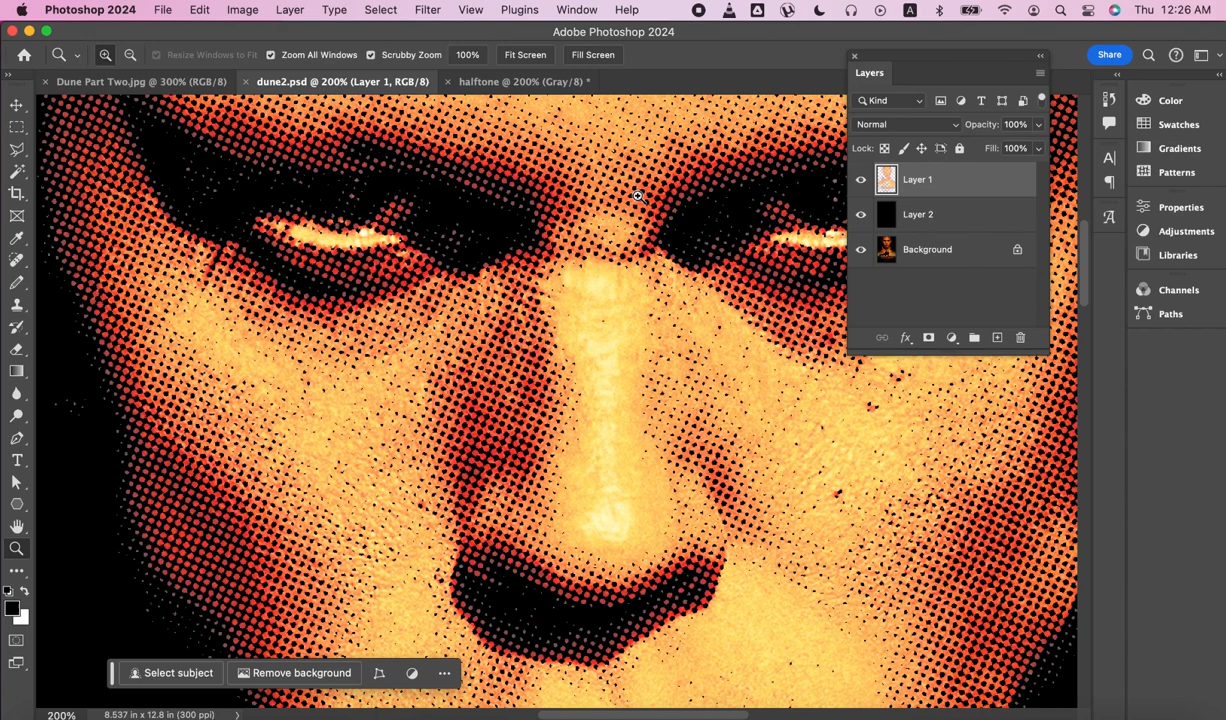 Photoshop 2024 File Edit Image Layer Type Select Filter View Plugins Window Help A Thu 12:26 AM
Adobe Photoshop 2024
Resize Windows to Fit Zoom All Windows Scrubby Zoom 100% Fit Screen Fill Screen Share
Dune Part Two.jpg @ 300% (RGB/8) dune2.psd @ 200% (Layer 1, RGB/8) halftone @ 200% (Gray/8) *
Layers
Kind
Normal Opacity: 100%
Lock: Fill: 100%
Layer 1
Layer 2
Background
Color
Swatches
Gradients
Patterns
Properties
Adjustments
Libraries
Channels
Paths
Select subject Remove background
200% 8.537 in x 12.8 in (300 ppi)